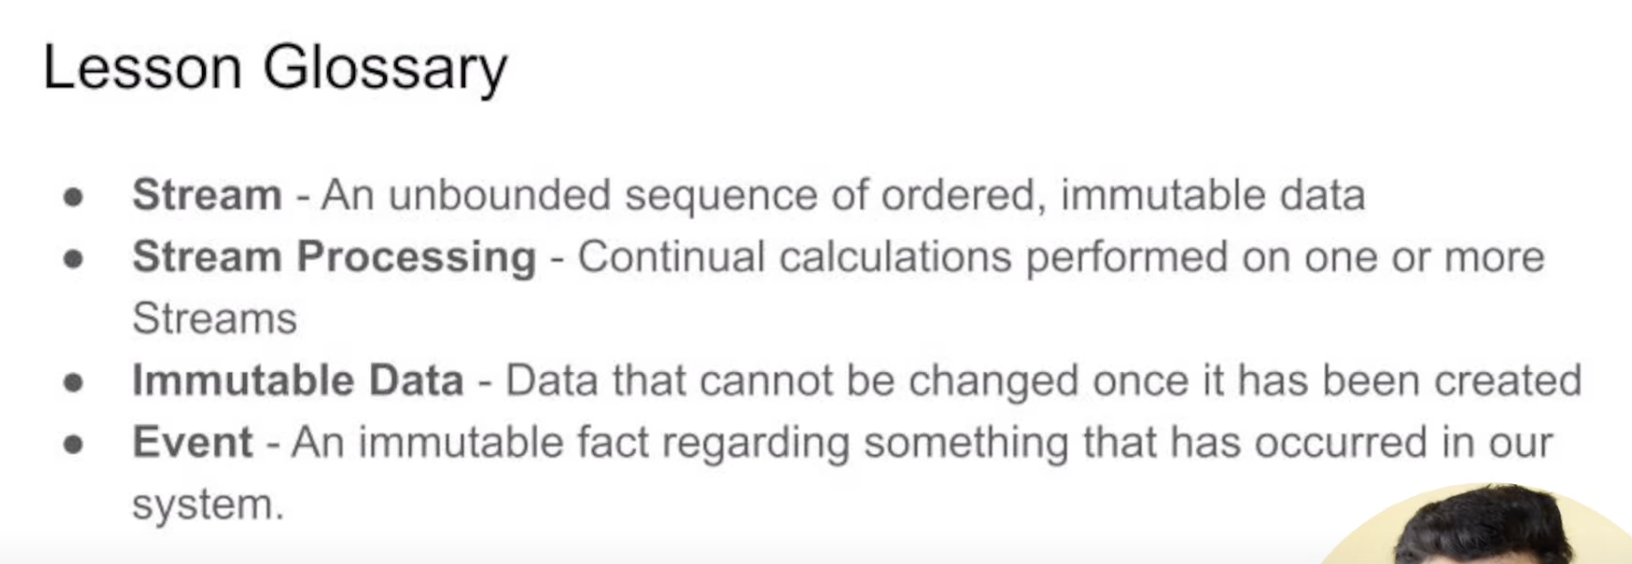 Lesson Glossary
● Stream - An unbounded sequence of ordered, immutable data
● Stream Processing - Continual calculations performed on one or more
Streams
● Immutable Data - Data that cannot be changed once it has been created
● Event - An immutable fact regarding something that has occurred in our
system.